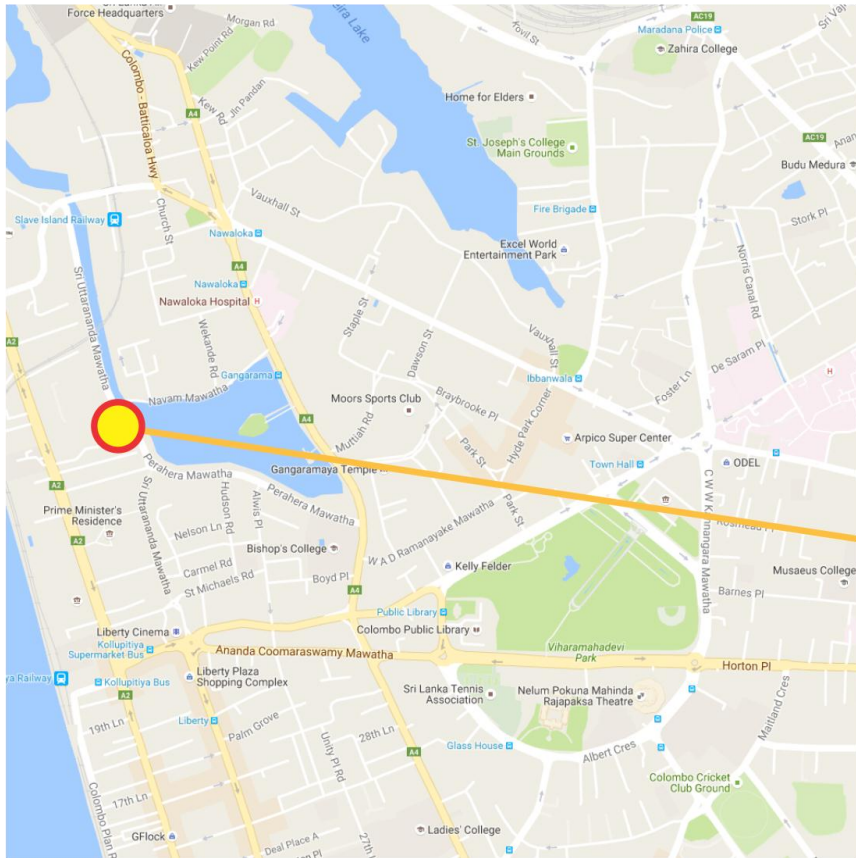 Force Headquarters
Morgan Rd
Kew Point Rd
Kew Rd
Jln Pandan
Colombo - Batticaloa Hwy
A4
Kovil St
AC19
Maradana Police
Zahira College
Home for Elders
St. Joseph's College
Main Grounds
AC19
Budu Medura
Stork Pl
Slave Island Railway
Church St
Vauxhall St
Nawaloka
Fire Brigade
Excel World
Entertainment Park
Norris Canal Rd
A4
Nawaloka
Nawaloka Hospital
H
Sri Uttarananda Mawatha
Staple St
Dawson St
Wekande Rd
Vauxhall St
De Saram Pl
A2
Gangarama
Ibbanwala
Foster Ln
H
Navam Mawatha
Moors Sports Club
Braybrooke Pl
Hyde Park Corner
A4
Muttiah Rd
Arpico Super Center
Park St
Town Hall
ODEL
Gangaramaya Temple
Perahera Mawatha
A2
Sri Uttarananda Mawatha
Hudson Rd
Alwis Pl
Perahera Mawatha
Park St
Prime Minister's
Residence
Nelson Ln
W A D Ramanayake Mawatha
A2
Bishop's College
Carmel Rd
St Michaels Rd
Boyd Pl
Kelly Felder
Musaeus College
A4
Barnes Pl
Public Library
Liberty Cinema
Colombo Public Library
Kollupitiya
Supermarket Bus
Ananda Coomaraswamy Mawatha
Viharamahadevi
Park
Horton Pl
Kollupitiya Bus
Liberty Plaza
Shopping Complex
A2
Sri Lanka Tennis
Association
Nelum Pokuna Mahinda
Rajapaksa Theatre
Maitland Cres
19th Ln
Liberty
Palm Grove
Unity Pl Rd
28th Ln
A4
Glass House
Albert Cres
Colombo Cricket
Club Ground
17th Ln
GFlock
Deal Place A
27th Ln
Ladies' College